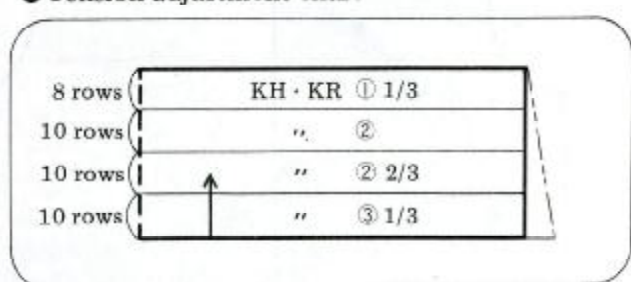 8 rows KH · KR ① 1/3
10 rows 〃 ②
10 rows 〃 ② 2/3
10 rows 〃 ③ 1/3